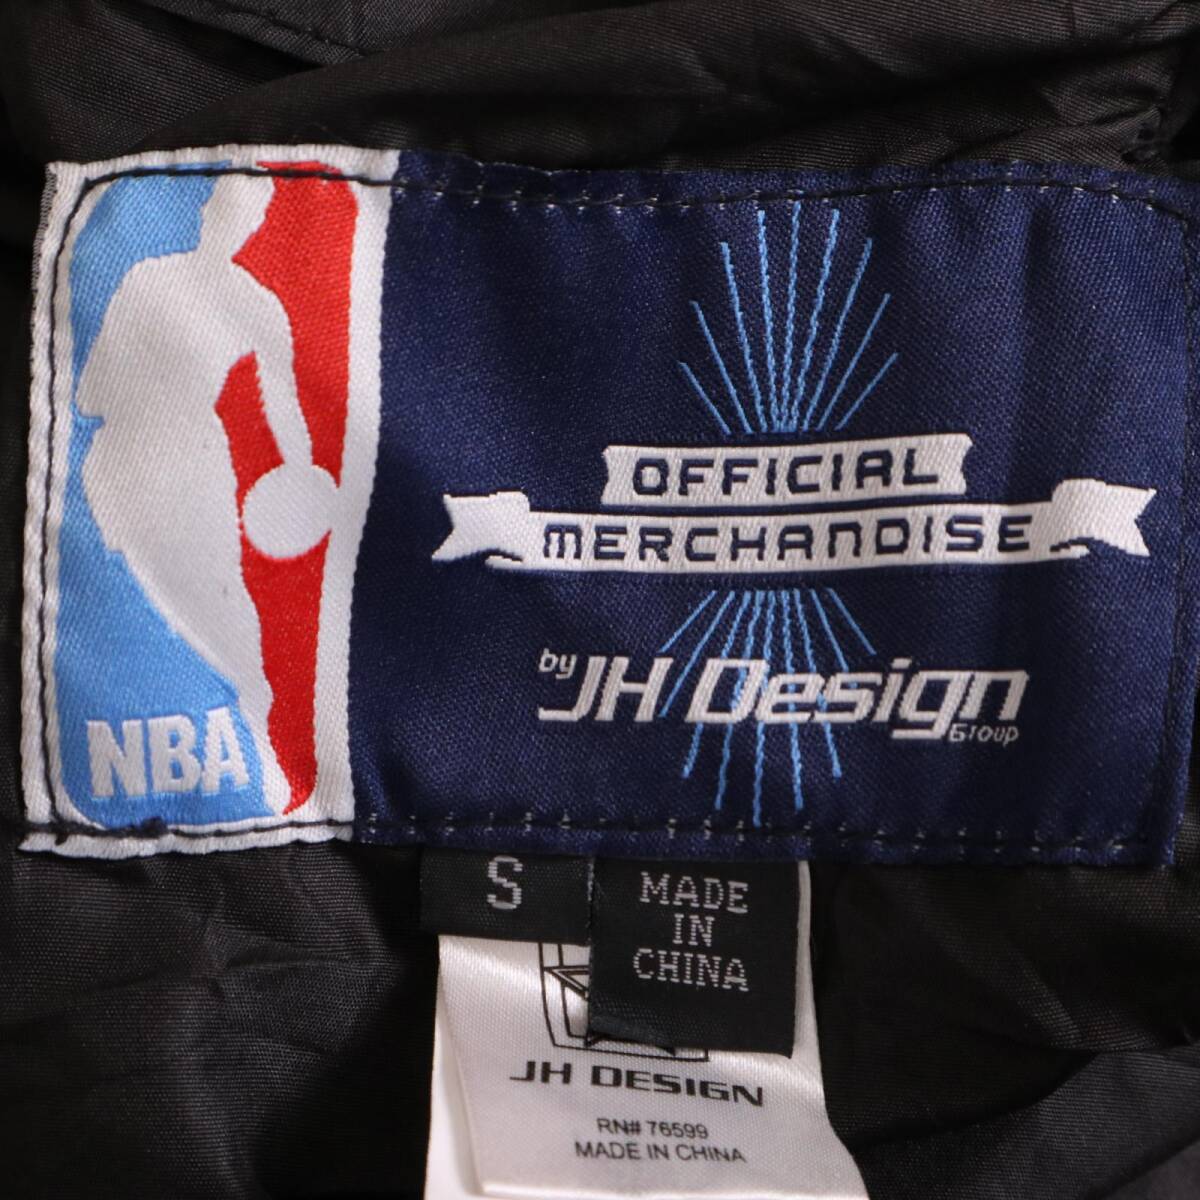 NBA
OFFICIAL
MERCHANDISE
by JH Design
Group
S
MADE
IN
CHINA
JH DESIGN
RN# 76599
MADE IN CHINA